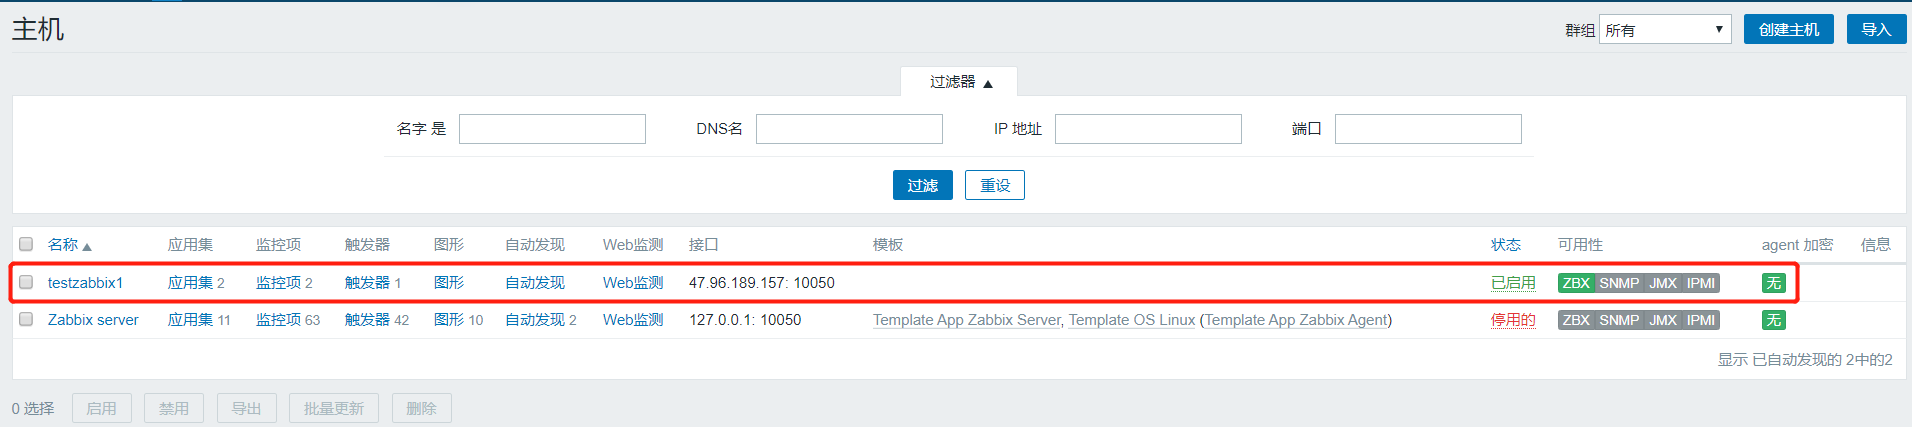 主机 群组 所有 创建主机 导入
过滤器
名字 是 DNS名 IP 地址 端口
过滤 重设
名称 应用集 监控项 触发器 图形 自动发现 Web监测 接口 模板 状态 可用性 agent 加密 信息
testzabbix1 应用集 2 监控项 2 触发器 1 图形 自动发现 Web监测 47.96.189.157: 10050 已启用 ZBX SNMP JMX IPMI 无
Zabbix server 应用集 11 监控项 63 触发器 42 图形 10 自动发现 2 Web监测 127.0.0.1: 10050 Template App Zabbix Server, Template OS Linux (Template App Zabbix Agent) 停用的 ZBX SNMP JMX IPMI 无
显示 已自动发现的 2中的2
0 选择 启用 禁用 导出 批量更新 删除